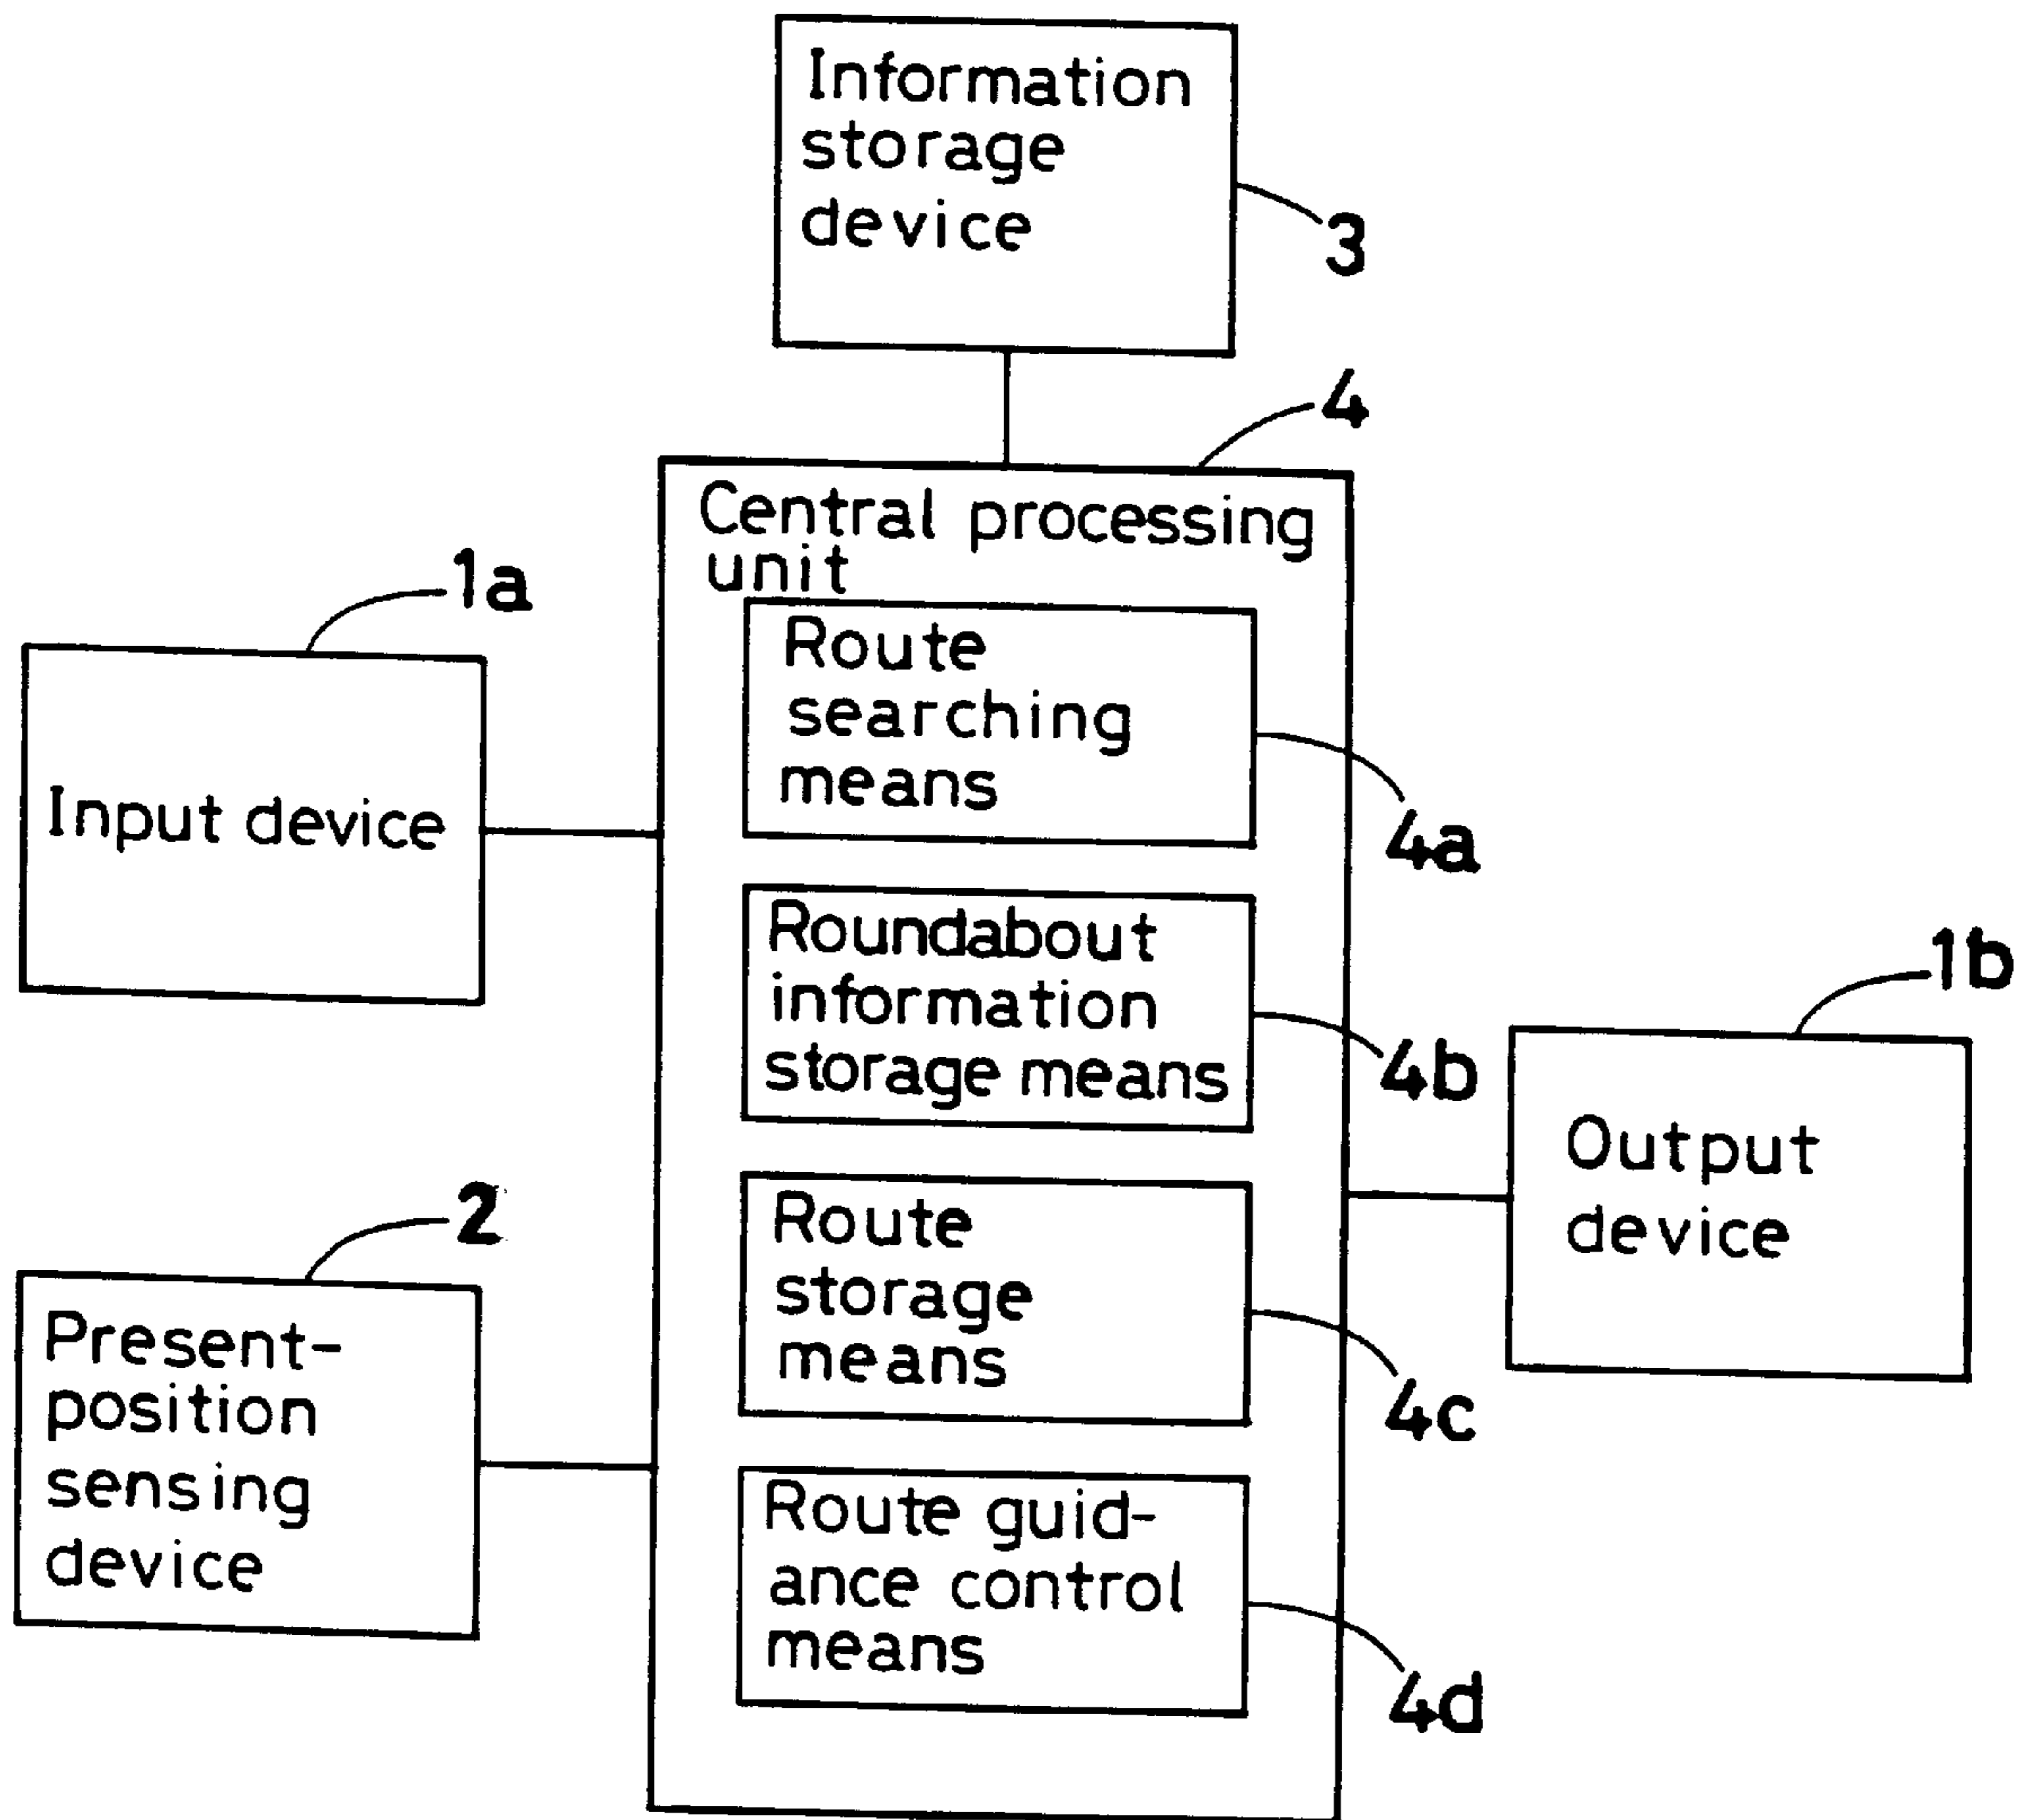 Information
storage
device
3
4
Central processing
unit
1a
Input device
Route
searching
means
4a
Roundabout
information
storage means
4b
1b
Output
device
2
Present-
position
sensing
device
Route
storage
means
4c
Route guid-
ance control
means
4d